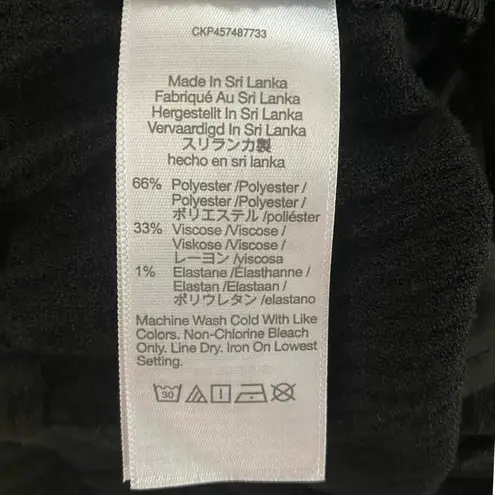 CKP457487733
Made In Sri Lanka
Fabriqué Au Sri Lanka
Hergestellt In Sri Lanka
Vervaardigd In Sri Lanka
スリランカ製
hecho en sri lanka
66% Polyester /Polyester /
Polyester /Polyester /
ポリエステル /poliéster
33% Viscose /Viscose /
Viskose /Viscose /
レーヨン /viscosa
1% Elastane /Élasthanne /
Elastan /Elastaan /
ポリウレタン /elastano
Machine Wash Cold With Like
Colors. Non-Chlorine Bleach
Only. Line Dry. Iron On Lowest
Setting.
30